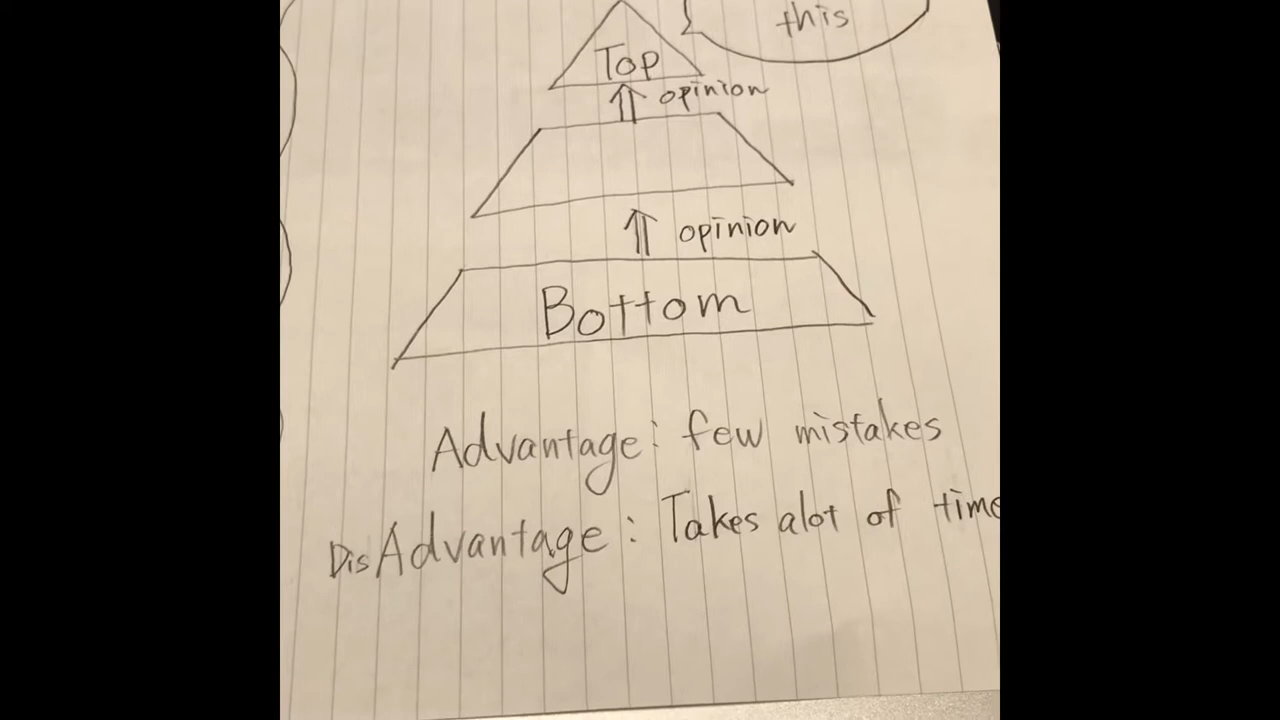 this
Top
opinion
opinion
Bottom
Advantage: few mistakes
DisAdvantage: Takes alot of time